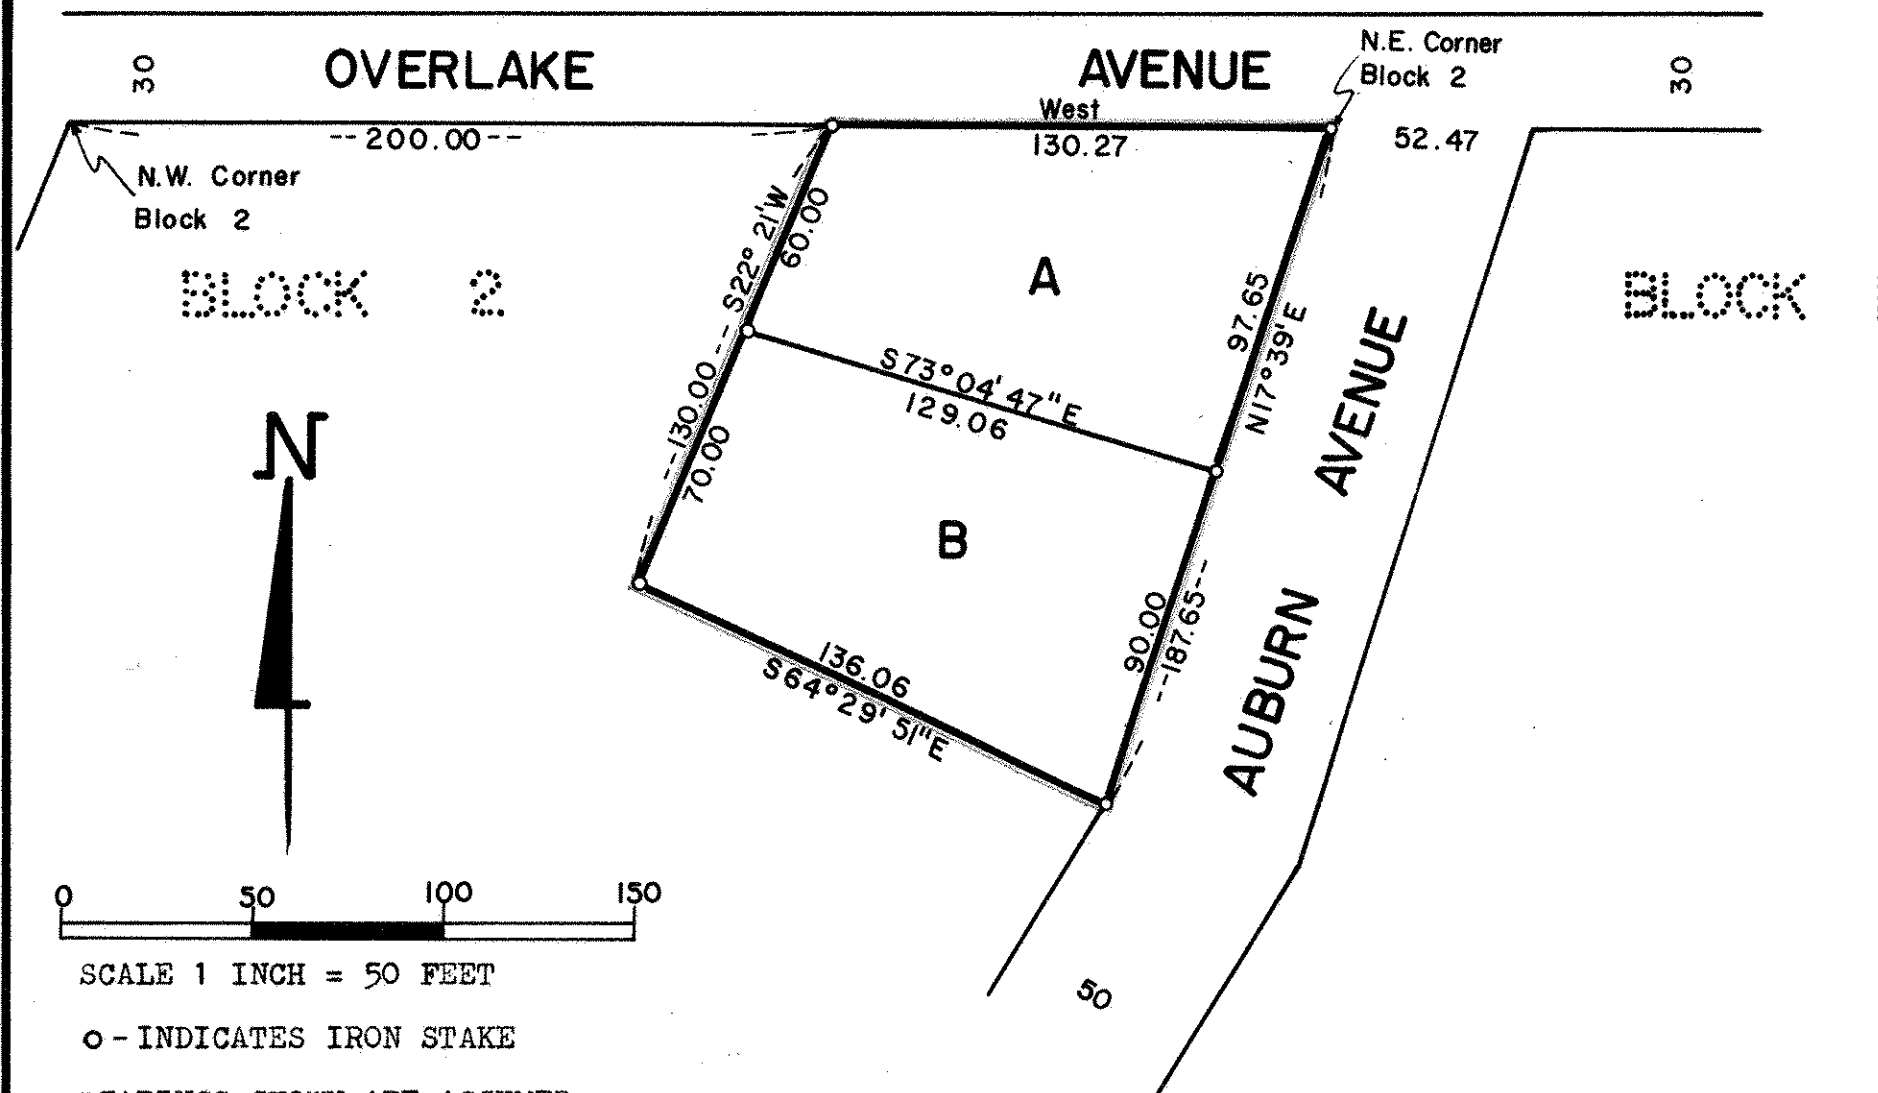 OVERLAKE AVENUE
30
30
N.E. Corner
Block 2
West
--200.00--
130.27
52.47
N.W. Corner
Block 2
S22° 21'W
60.00
--130.00--
70.00
BLOCK 2
A
97.65
N17°39'E
BLOCK
S73°04'47"E
129.06
AUBURN AVENUE
N
B
90.00
--187.65--
136.06
S64°29'51"E
0 50 100 150
SCALE 1 INCH = 50 FEET
50
O - INDICATES IRON STAKE